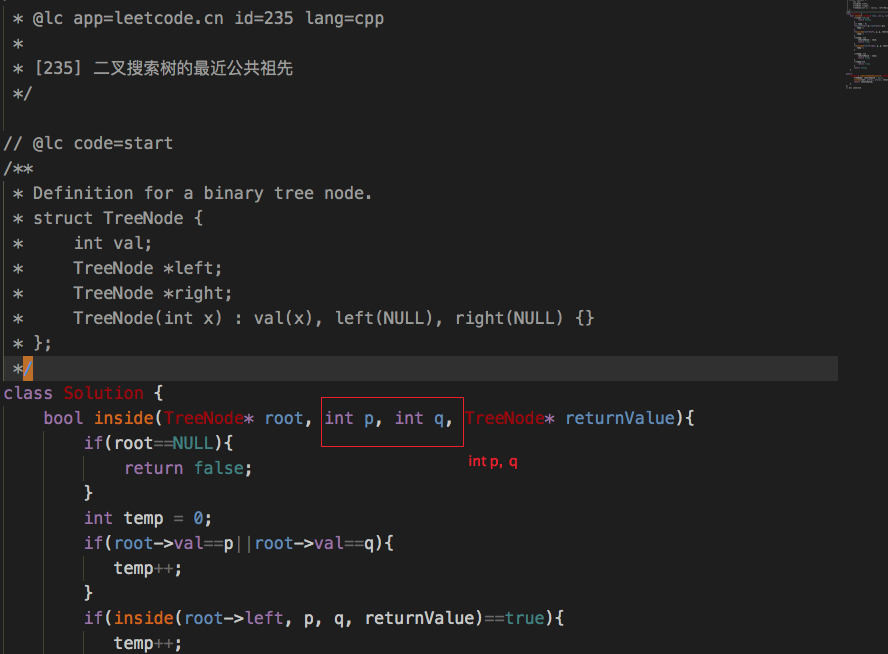 * @lc app=leetcode.cn id=235 lang=cpp
*
* [235] 二叉搜索树的最近公共祖先
*/
// @lc code=start
/**
* Definition for a binary tree node.
* struct TreeNode {
*     int val;
*     TreeNode *left;
*     TreeNode *right;
*     TreeNode(int x) : val(x), left(NULL), right(NULL) {}
* };
*/
class Solution {
    bool inside(TreeNode* root, int p, int q, TreeNode* returnValue){
        if(root==NULL){
            return false;
        }
        int temp = 0;
        if(root->val==p||root->val==q){
           temp++;
        }
        if(inside(root->left, p, q, returnValue)==true){
           temp++;
int p, q